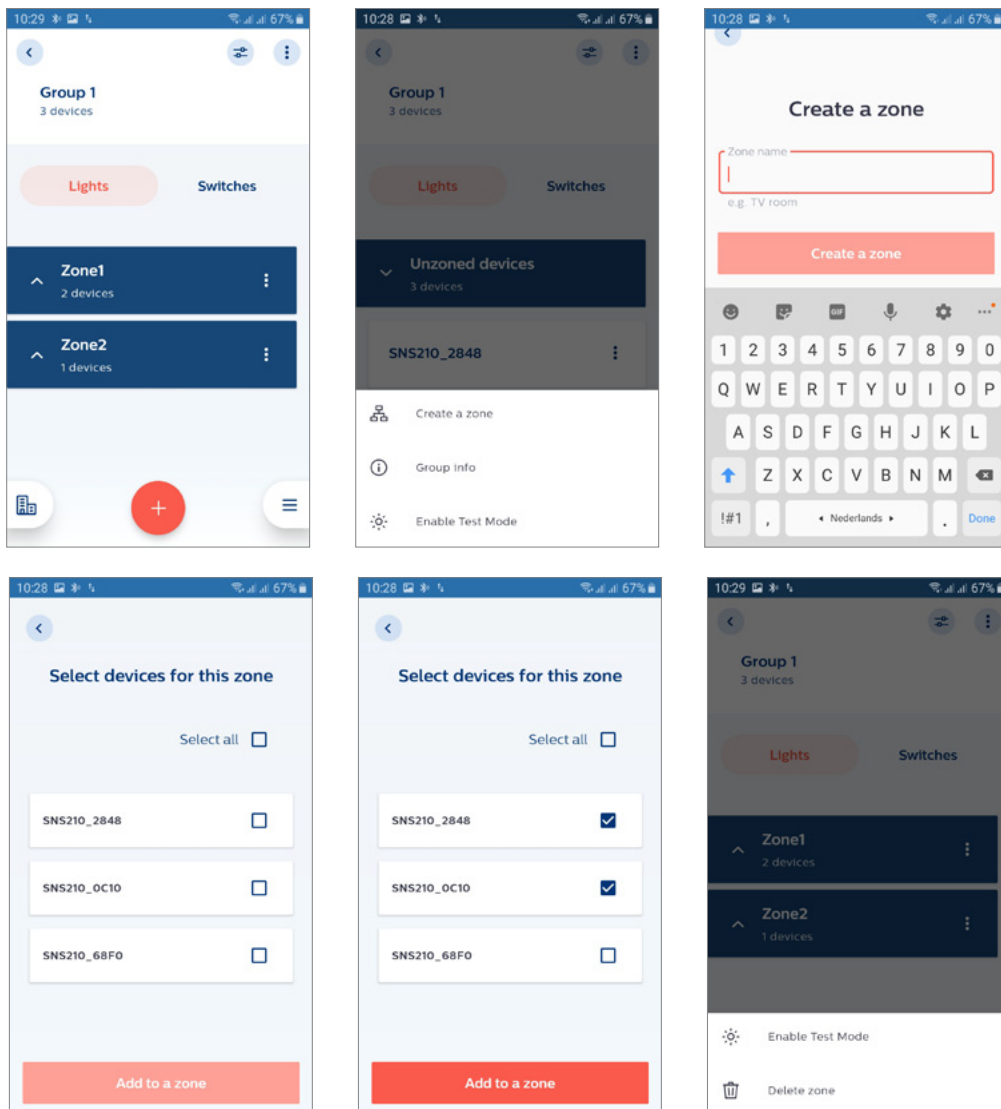 10:29 67%
Group 1
3 devices
Lights Switches
Zone1
2 devices
Zone2
1 devices
+
10:28 67%
Group 1
3 devices
Lights Switches
Unzoned devices
3 devices
SNS210_2848
Create a zone
Group info
Enable Test Mode
10:28 67%
Create a zone
Zone name
e.g. TV room
Create a zone
GIF
1 2 3 4 5 6 7 8 9 0
Q W E R T Y U I O P
A S D F G H J K L
Z X C V B N M
!#1 , Nederlands . Done
10:28 67%
Select devices for this zone
Select all
SNS210_2848
SNS210_0C10
SNS210_68F0
Add to a zone
10:28 67%
Select devices for this zone
Select all
SNS210_2848
SNS210_0C10
SNS210_68F0
Add to a zone
10:29 67%
Group 1
3 devices
Lights Switches
Zone1
2 devices
Zone2
1 devices
Enable Test Mode
Delete zone